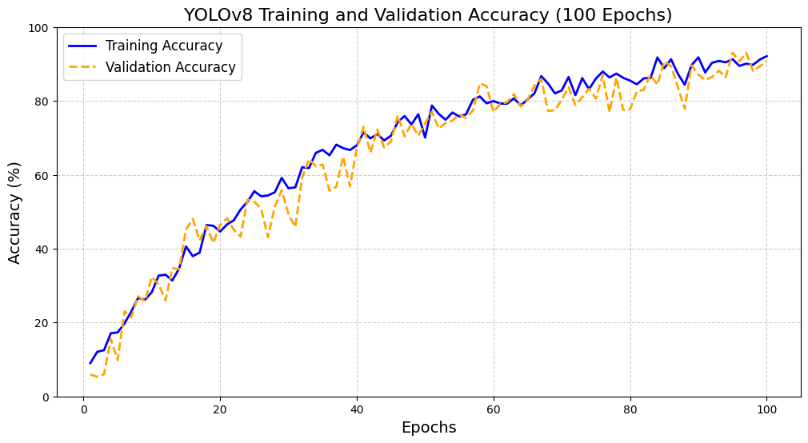 YOLOv8 Training and Validation Accuracy (100 Epochs)
Training Accuracy
Validation Accuracy
Accuracy (%)
100
80
60
40
20
0
0 20 40 60 80 100
Epochs